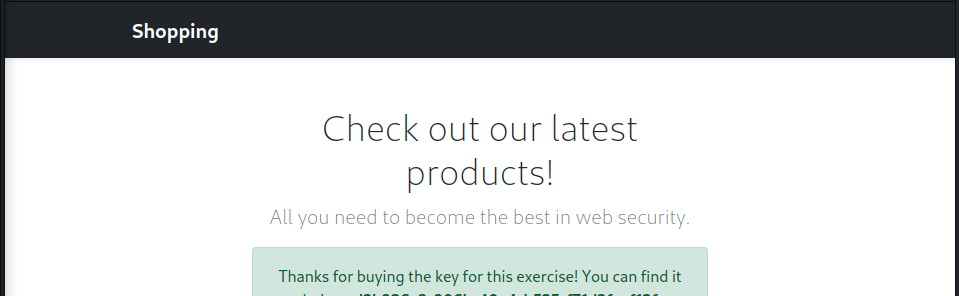 Shopping
Check out our latest
products!
All you need to become the best in web security.
Thanks for buying the key for this exercise! You can find it